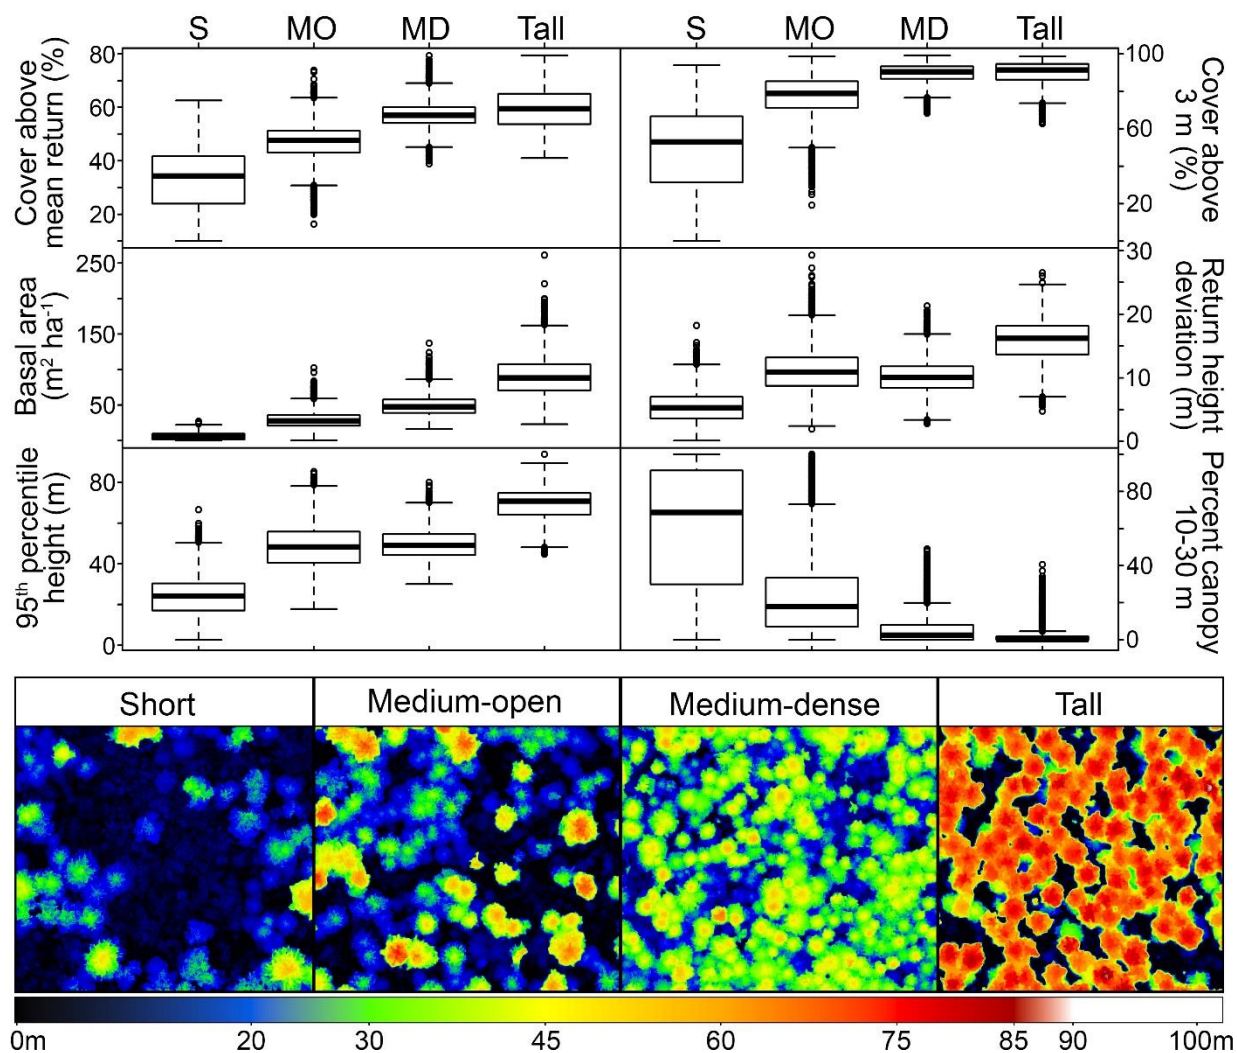 S MO MD Tall S MO MD Tall
Cover above
mean return (%)
80
60
40
20
100
60
20
Cover above
3 m (%)
Basal area
(m² ha⁻¹)
250
150
50
30
20
10
0
Return height
deviation (m)
95th percentile
height (m)
80
40
0
80
40
0
Percent canopy
10-30 m
Short Medium-open Medium-dense Tall
0m 20 30 45 60 75 85 90 100m